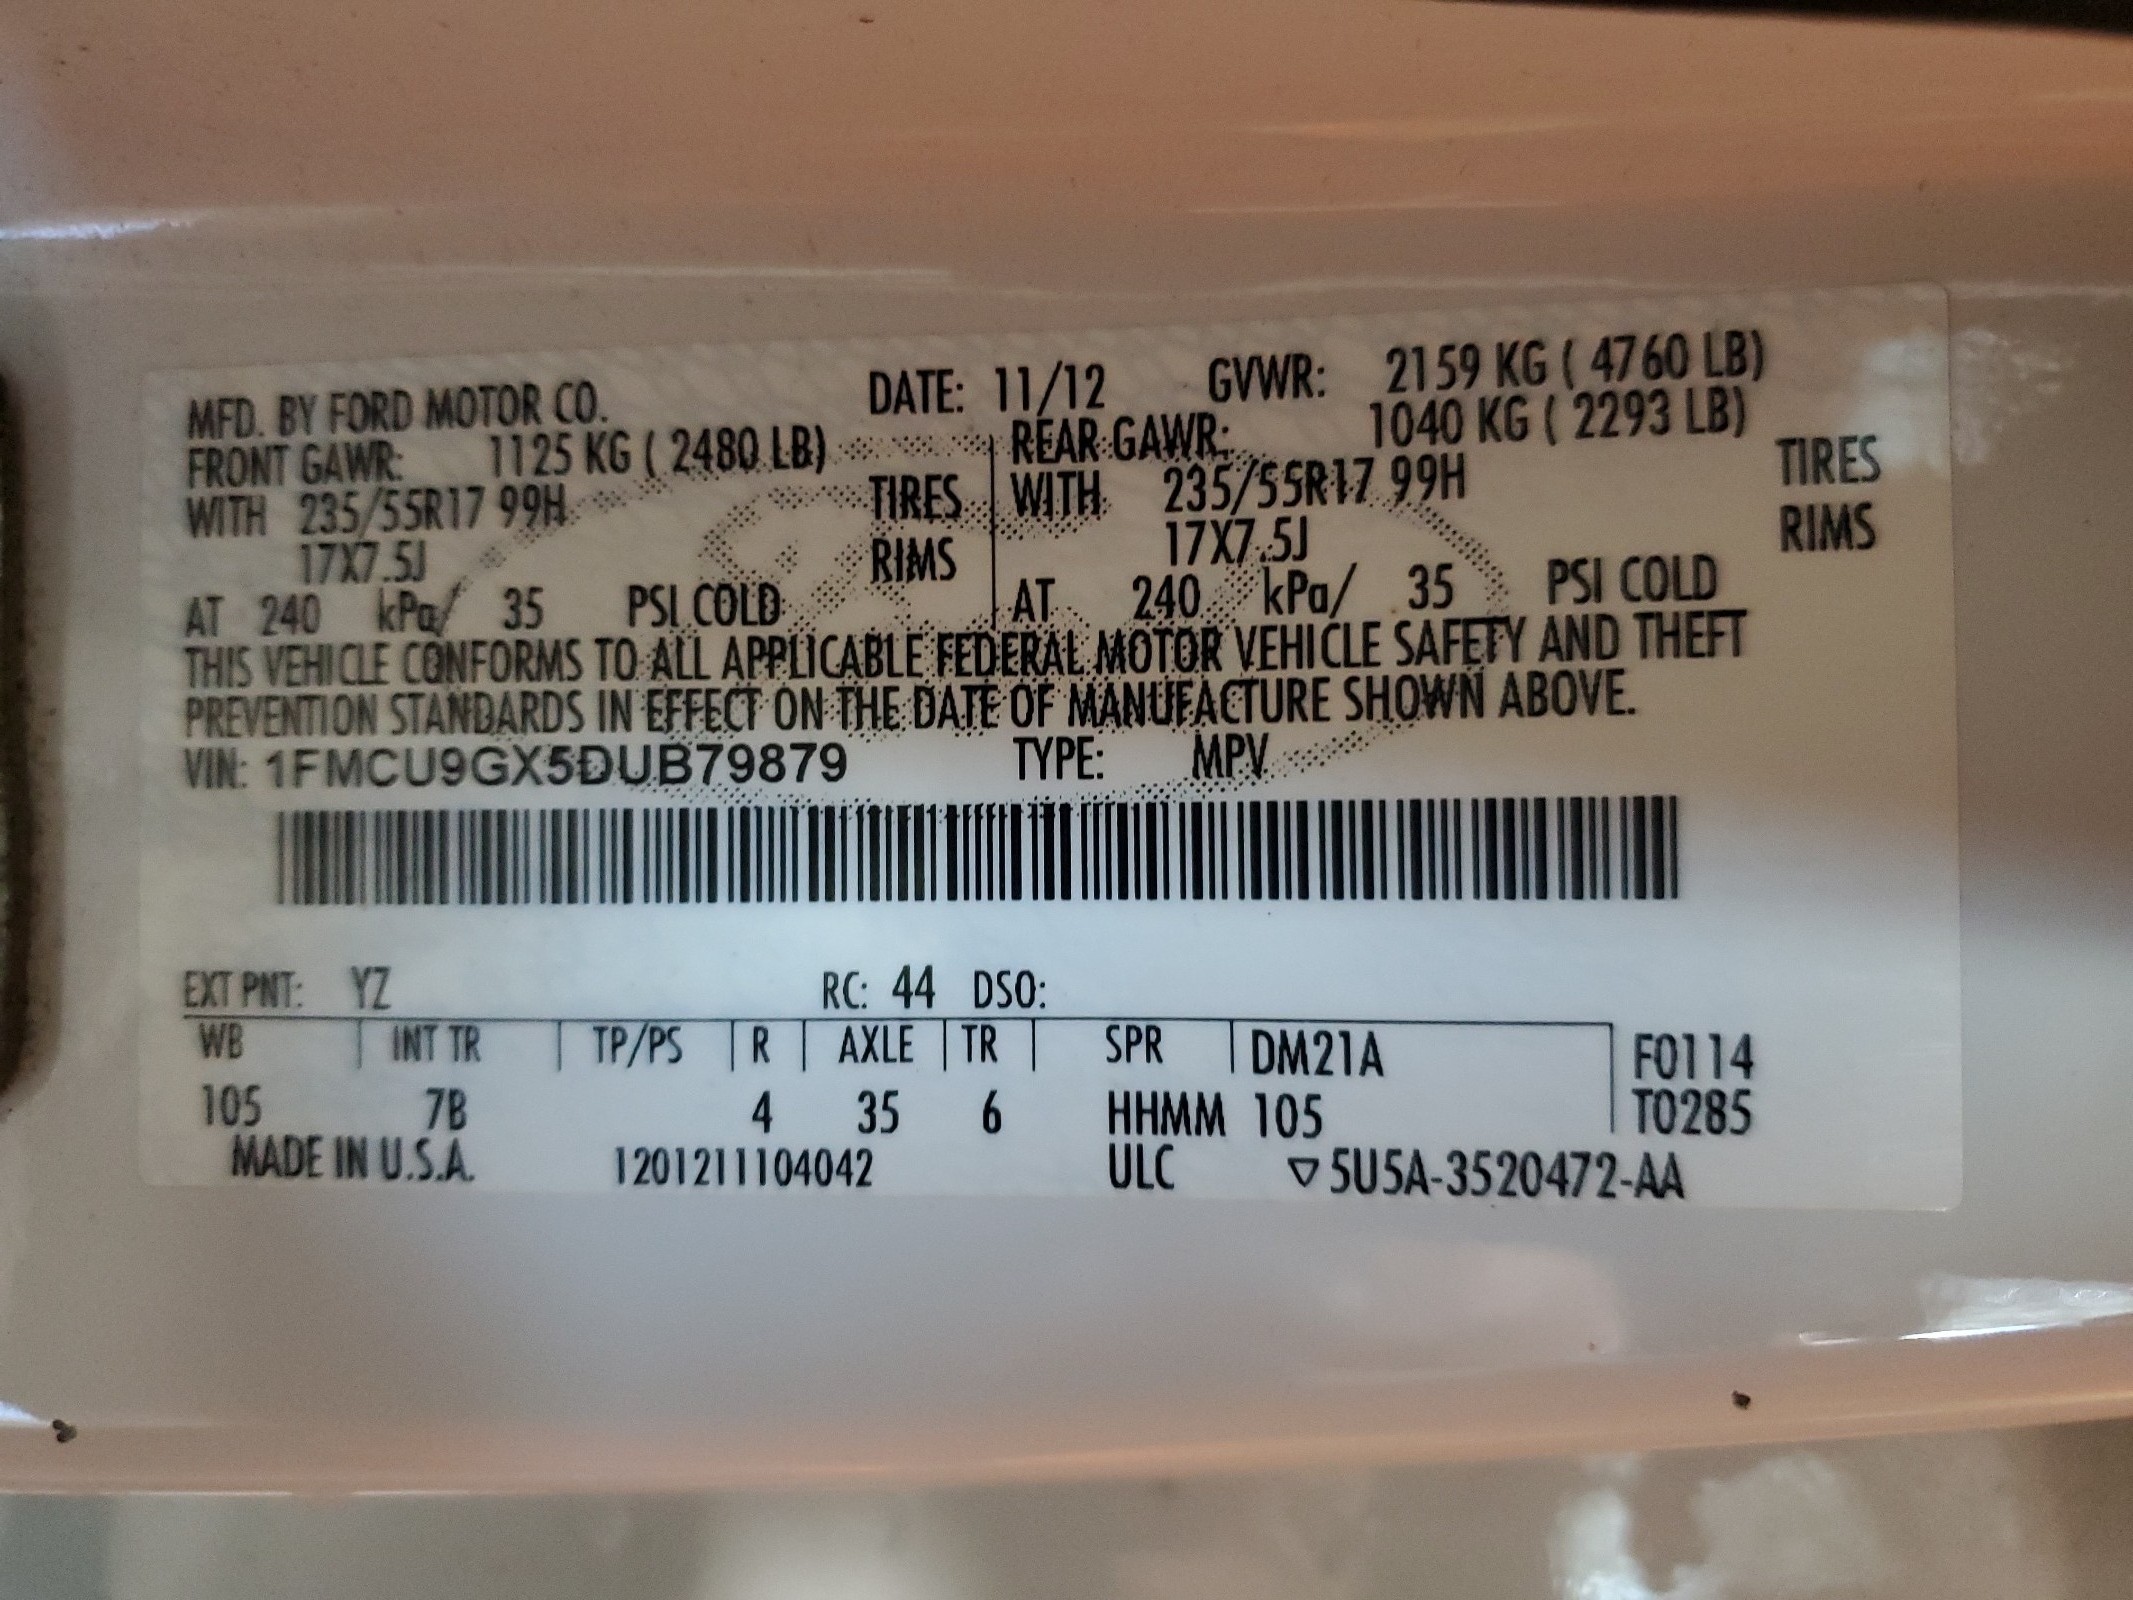 MFD. BY FORD MOTOR CO. DATE: 11/12 GVWR: 2159 KG ( 4760 LB)
FRONT GAWR: 1125 KG ( 2480 LB) REAR GAWR: 1040 KG ( 2293 LB)
WITH 235/55R17 99H TIRES WITH 235/55R17 99H TIRES
17X7.5J RIMS 17X7.5J RIMS
AT 240 kPa/ 35 PSI COLD AT 240 kPa/ 35 PSI COLD
THIS VEHICLE CONFORMS TO ALL APPLICABLE FEDERAL MOTOR VEHICLE SAFETY AND THEFT
PREVENTION STANDARDS IN EFFECT ON THE DATE OF MANUFACTURE SHOWN ABOVE.
VIN: 1FMCU9GX5DUB79879 TYPE: MPV
EXT PNT: YZ RC: 44 DSO:
WB INT TR TP/PS R AXLE TR SPR DM21A F0114
105 7B 4 35 6 HHMM 105 T0285
MADE IN U.S.A. 1201211104042 ULC ▽5U5A-3520472-AA